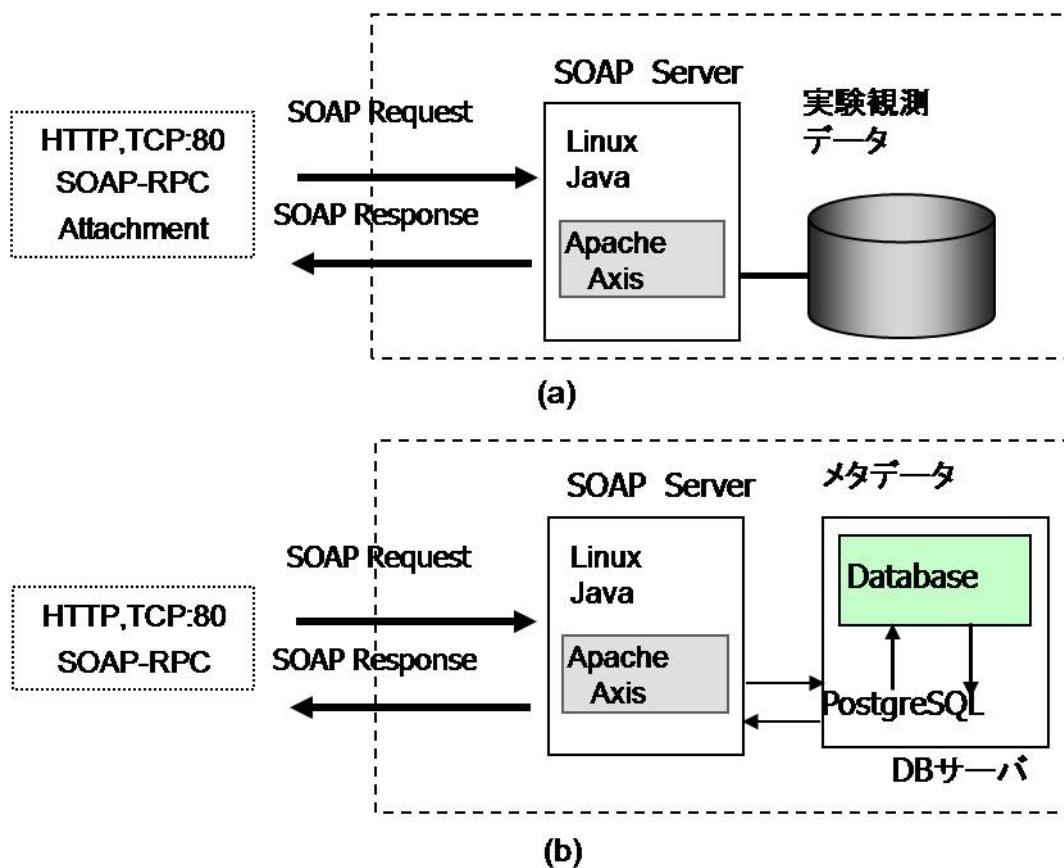 SOAP Server
実験観測
データ
HTTP,TCP:80
SOAP-RPC
Attachment
SOAP Request
SOAP Response
Linux
Java
Apache
Axis
(a)
SOAP Server
メタデータ
HTTP,TCP:80
SOAP-RPC
SOAP Request
SOAP Response
Linux
Java
Apache
Axis
Database
PostgreSQL
DBサーバ
(b)